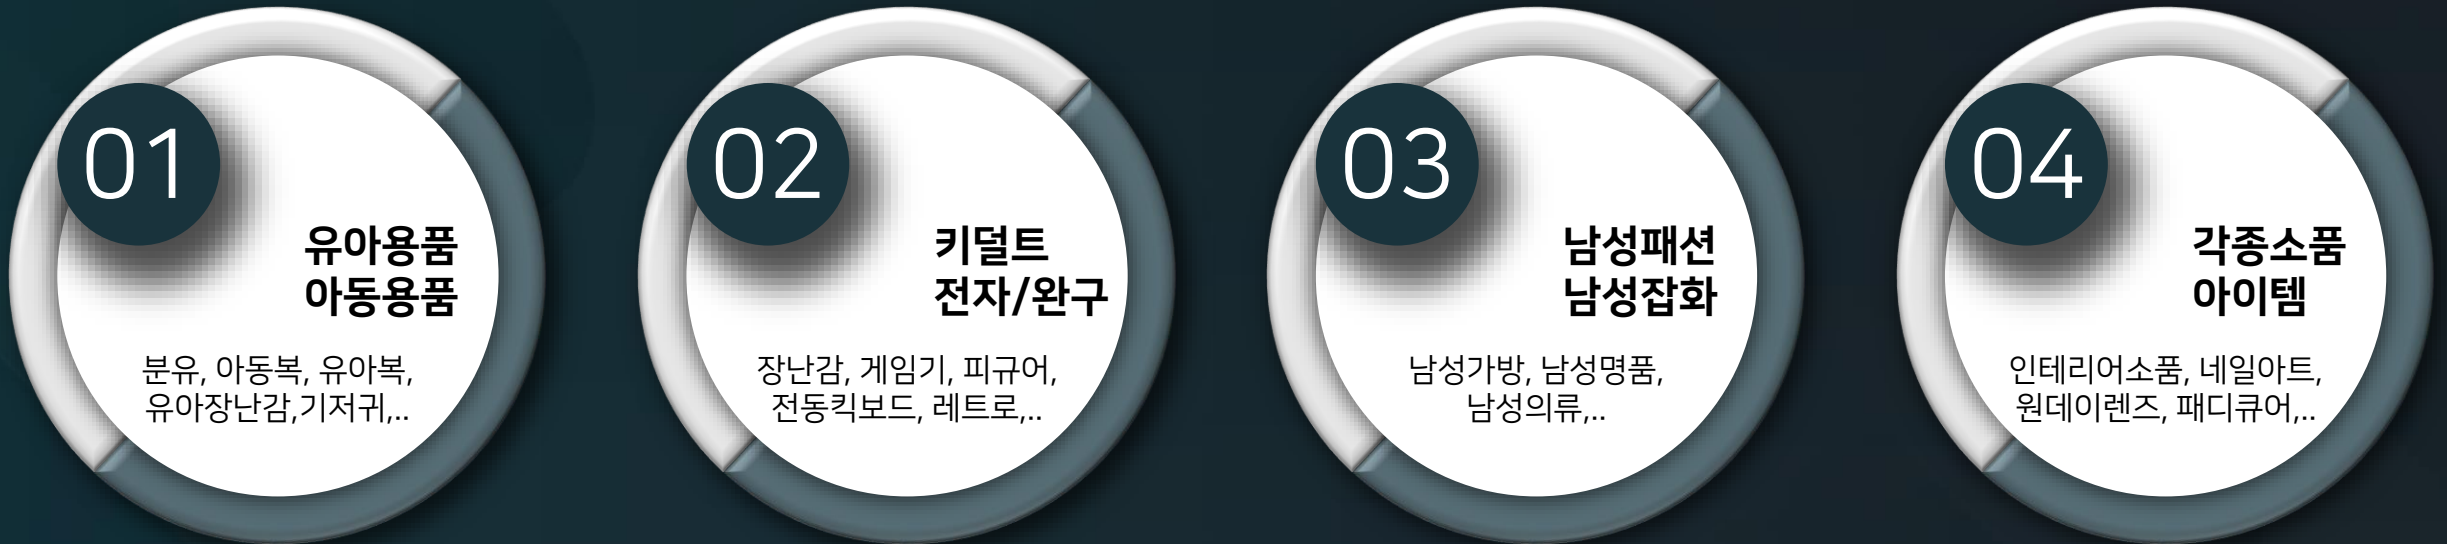 01
유아용품
아동용품
분유, 아동복, 유아복,
유아장난감,기저귀,..
02
키덜트
전자/완구
장난감, 게임기, 피규어,
전동킥보드, 레트로,..
03
남성패션
남성잡화
남성가방, 남성명품,
남성의류,..
04
각종소품
아이템
인테리어소품, 네일아트,
원데이렌즈, 패디큐어,..